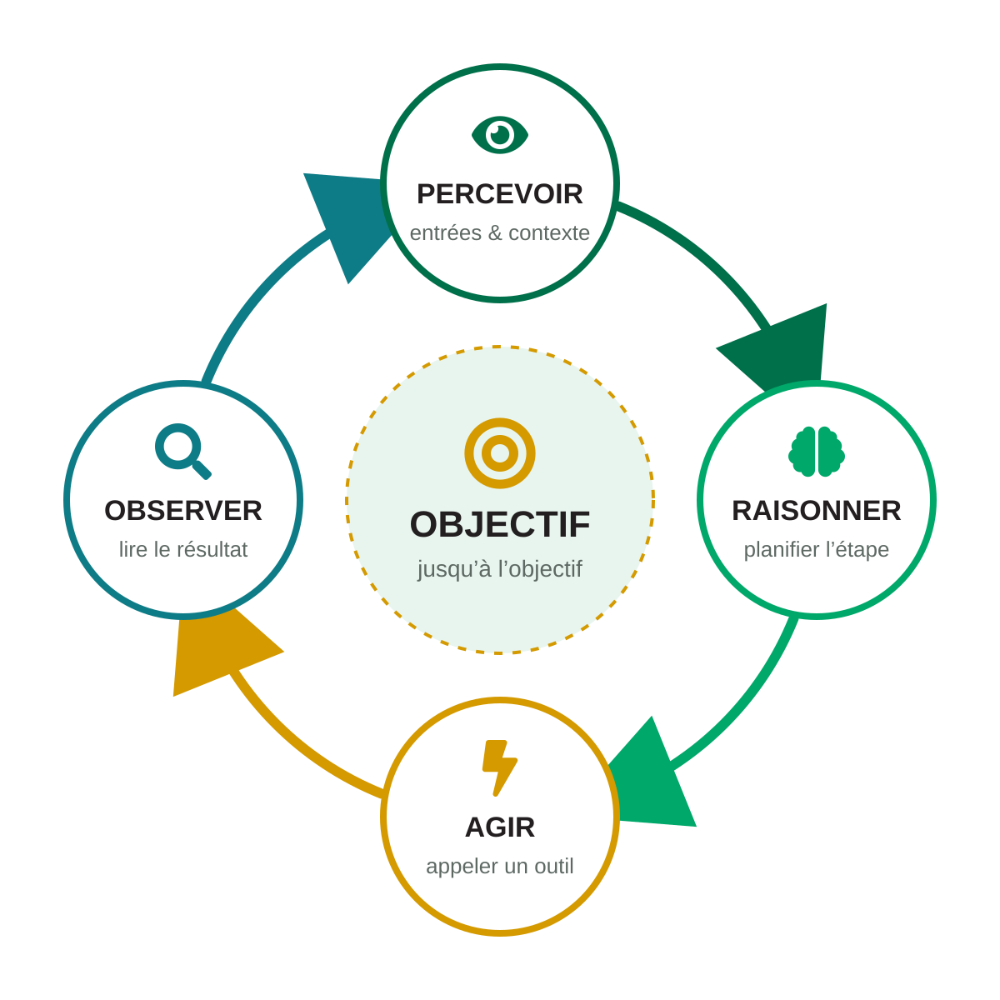 PERCEVOIR
entrées & contexte
OBSERVER
lire le résultat
OBJECTIF
jusqu’à l’objectif
RAISONNER
planifier l’étape
AGIR
appeler un outil